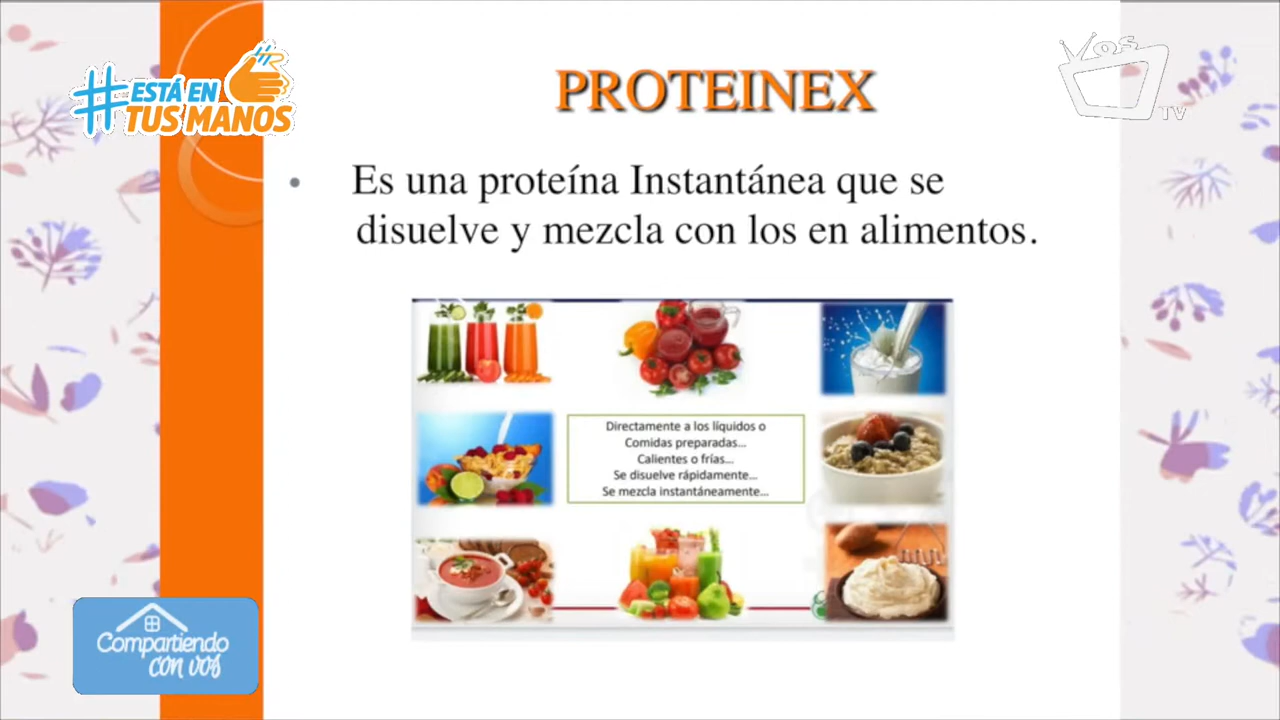 #ESTÁ EN
TUS MANOS
VOS
TV
PROTEINEX
• Es una proteína Instantánea que se
disuelve y mezcla con los en alimentos.
Directamente a los líquidos o
Comidas preparadas...
Calientes o frías...
Se disuelve rápidamente...
Se mezcla instantáneamente...
Compartiendo
con vos